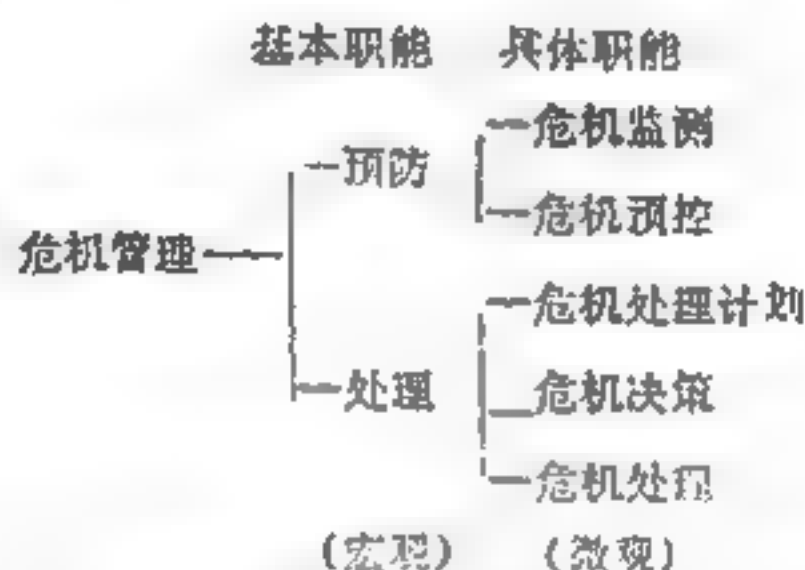 基本职能 具体职能
危机监测
预防
危机预控
危机管理
危机处理计划
处理
危机决策
危机处理
(宏观) (微观)